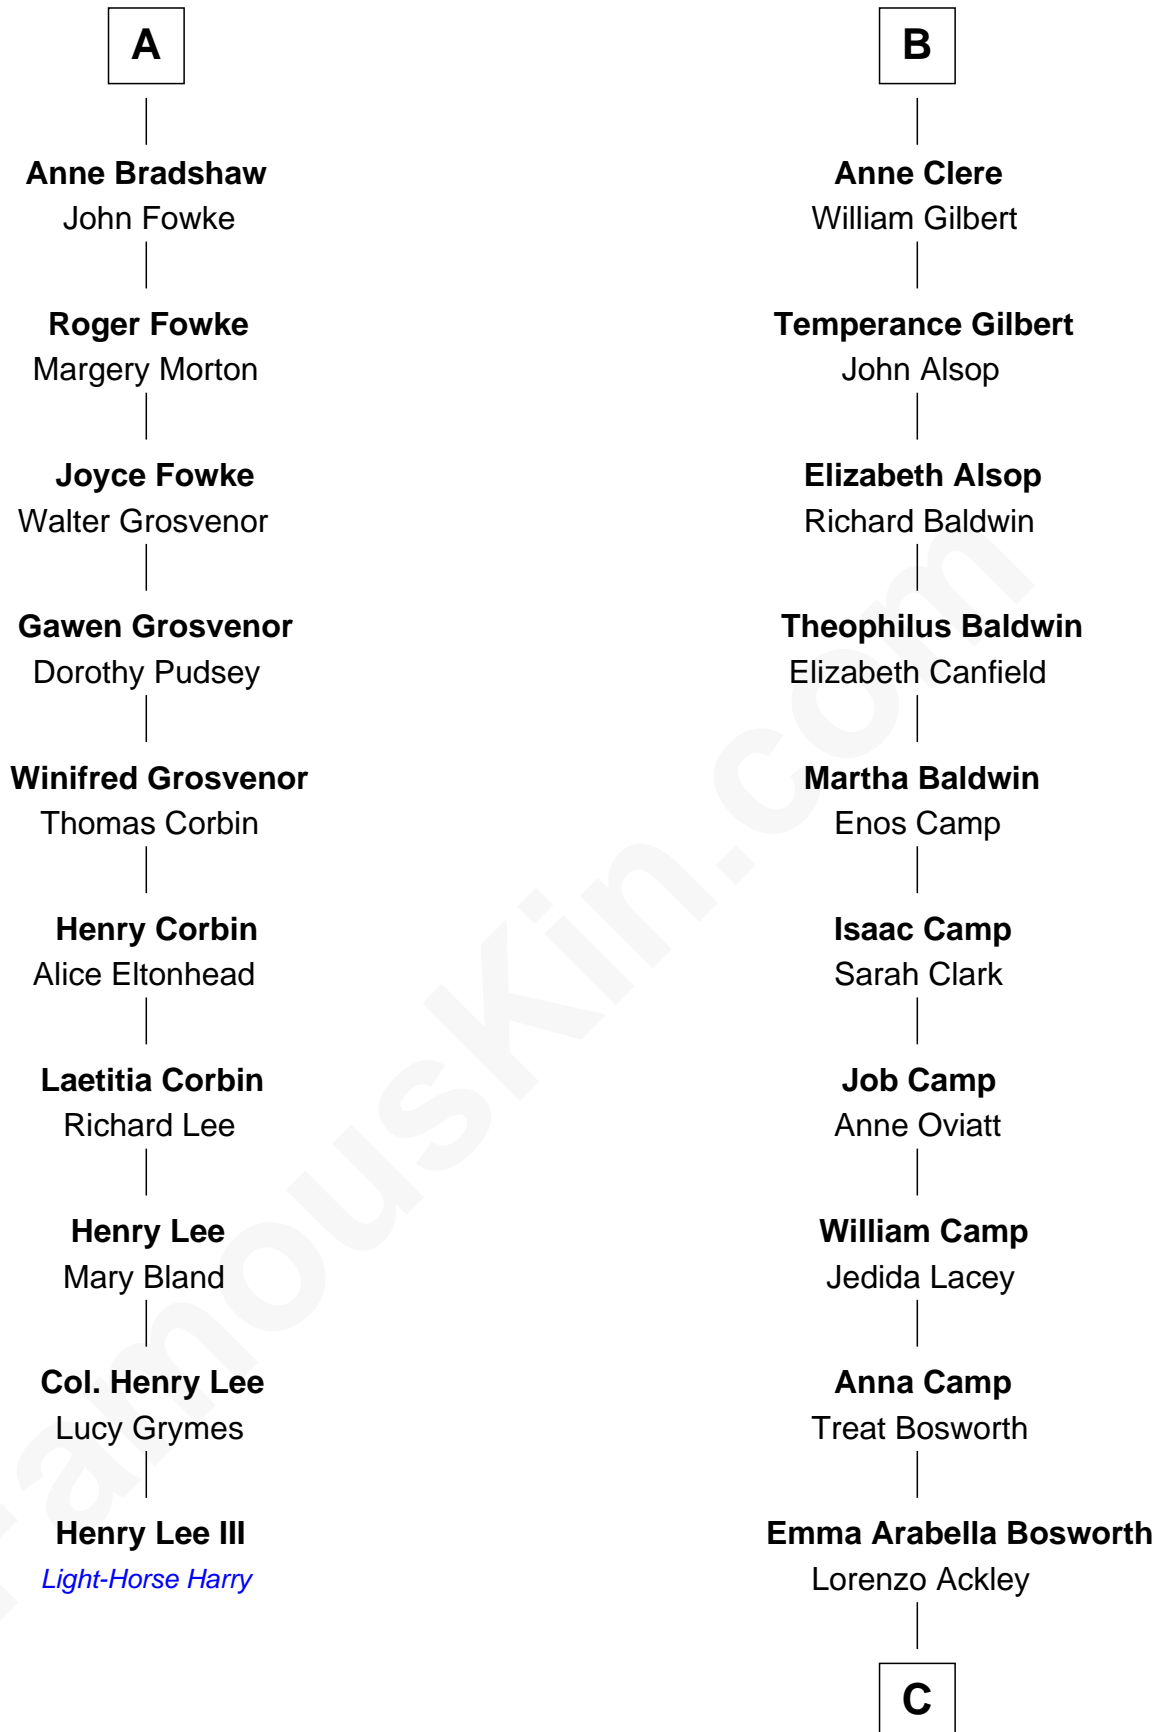 A
Anne Bradshaw
John Fowke
Roger Fowke
Margery Morton
Joyce Fowke
Walter Grosvenor
Gawen Grosvenor
Dorothy Pudsey
Winifred Grosvenor
Thomas Corbin
Henry Corbin
Alice Eltonhead
Laetitia Corbin
Richard Lee
Henry Lee
Mary Bland
Col. Henry Lee
Lucy Grymes
Henry Lee III
Light-Horse Harry
B
Anne Clere
William Gilbert
Temperance Gilbert
John Alsop
Elizabeth Alsop
Richard Baldwin
Theophilus Baldwin
Elizabeth Canfield
Martha Baldwin
Enos Camp
Isaac Camp
Sarah Clark
Job Camp
Anne Oviatt
William Camp
Jedida Lacey
Anna Camp
Treat Bosworth
Emma Arabella Bosworth
Lorenzo Ackley
C
FamousKin.com